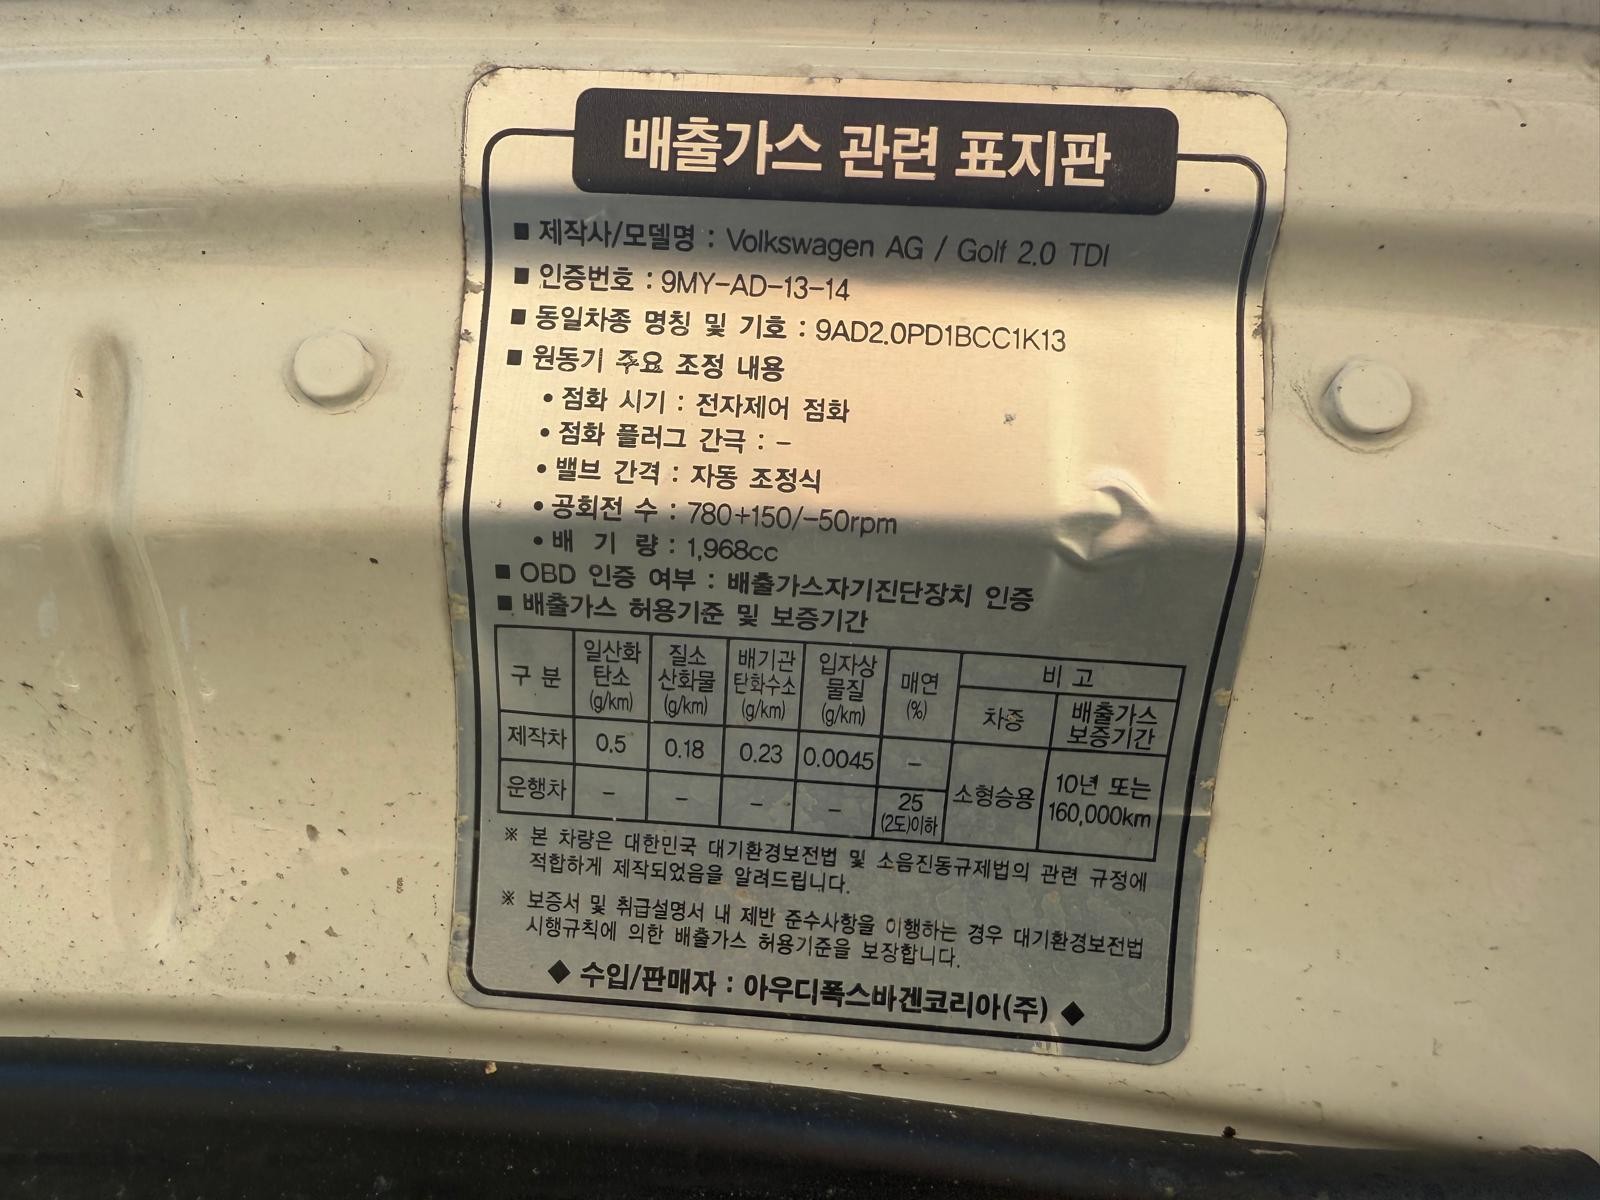 배출가스 관련 표지판
■ 제작사/모델명 : Volkswagen AG / Golf 2.0 TDI
■ 인증번호 : 9MY-AD-13-14
■ 동일차종 명칭 및 기호 : 9AD2.0PD1BCC1K13
■ 원동기 주요 조정 내용
• 점화 시기 : 전자제어 점화
• 점화 플러그 간극 : -
• 밸브 간격 : 자동 조정식
• 공회전 수 : 780+150/-50rpm
• 배 기 량 : 1,968cc
■ OBD 인증 여부 : 배출가스자기진단장치 인증
■ 배출가스 허용기준 및 보증기간
구 분 일산화 탄소 (g/km) 질소 산화물 (g/km) 배기관 탄화수소 (g/km) 입자상 물질 (g/km) 매연 (%) 비 고
차종 배출가스 보증기간
제작차 0.5 0.18 0.23 0.0045 - 소형승용 10년 또는 160,000km
운행차 - - - - 25 (2도)이하
※ 본 차량은 대한민국 대기환경보전법 및 소음진동규제법의 관련 규정에
적합하게 제작되었음을 알려드립니다.
※ 보증서 및 취급설명서 내 제반 준수사항을 이행하는 경우 대기환경보전법
시행규칙에 의한 배출가스 허용기준을 보장합니다.
◆ 수입/판매자 : 아우디폭스바겐코리아(주) ◆